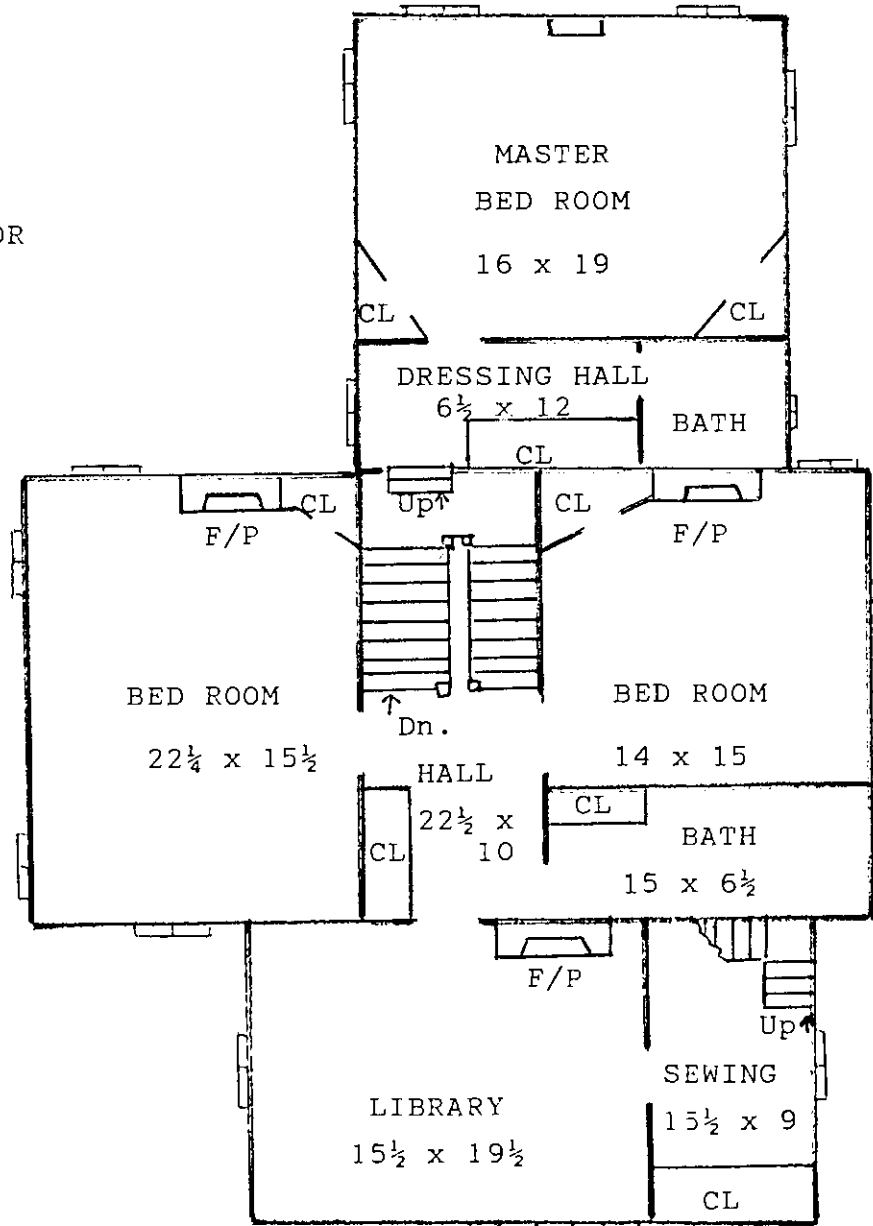 MASTER
BED ROOM
16 x 19
CL
CL
DRESSING HALL
6½ x 12
BATH
CL
Up
CL
CL
F/P
F/P
BED ROOM
22¼ x 15½
Dn.
BED ROOM
14 x 15
HALL
22½ x
10
CL
CL
BATH
15 x 6½
F/P
Up
SEWING
15½ x 9
LIBRARY
15½ x 19½
CL